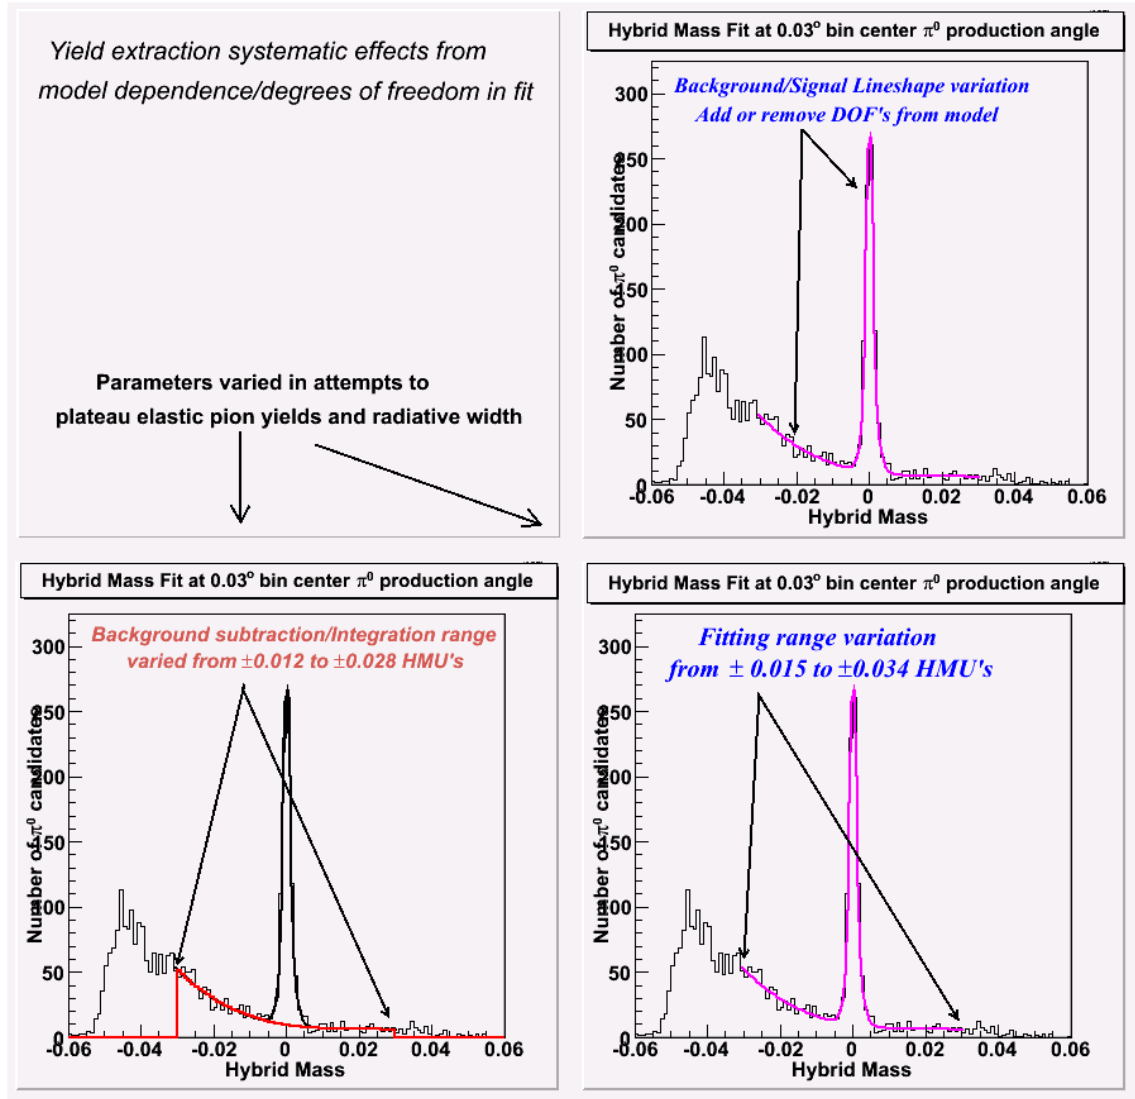 Yield extraction systematic effects from
model dependence/degrees of freedom in fit
Parameters varied in attempts to
plateau elastic pion yields and radiative width
Hybrid Mass Fit at 0.03° bin center π⁰ production angle
Background/Signal Lineshape variation
Add or remove DOF's from model
Number of π⁰ candidates
300
250
200
150
100
50
0
-0.06 -0.04 -0.02 0 0.02 0.04 0.06
Hybrid Mass
Hybrid Mass Fit at 0.03° bin center π⁰ production angle
Background subtraction/Integration range
varied from ±0.012 to ±0.028 HMU's
Number of π⁰ candidates
300
250
200
150
100
50
0
-0.06 -0.04 -0.02 0 0.02 0.04 0.06
Hybrid Mass
Hybrid Mass Fit at 0.03° bin center π⁰ production angle
Fitting range variation
from ± 0.015 to ±0.034 HMU's
Number of π⁰ candidates
300
250
200
150
100
50
0
-0.06 -0.04 -0.02 0 0.02 0.04 0.06
Hybrid Mass